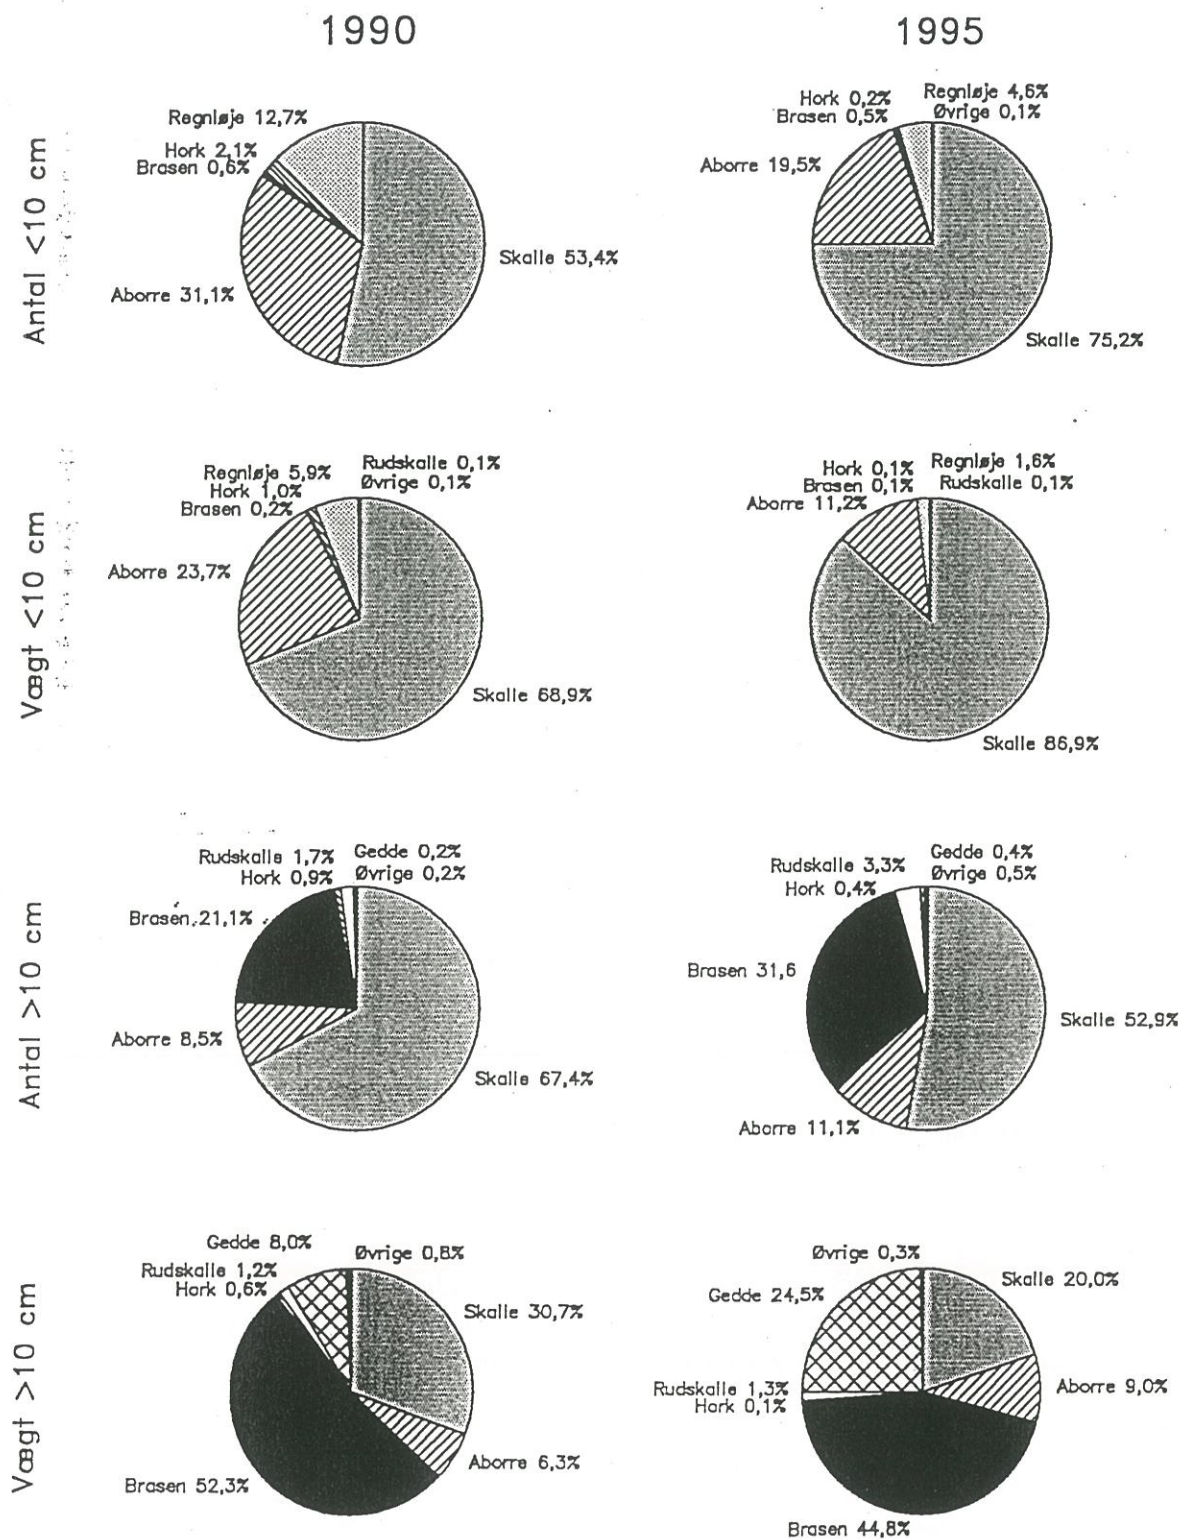 1990
1995
Antal <10 cm
Regnløje 12,7%
Hork 2,1%
Brasen 0,6%
Aborre 31,1%
Skalle 53,4%
Hork 0,2%
Brasen 0,5%
Regnløje 4,6%
Øvrige 0,1%
Aborre 19,5%
Skalle 75,2%
Vægt <10 cm
Regnløje 5,9%
Hork 1,0%
Brasen 0,2%
Rudskalle 0,1%
Øvrige 0,1%
Aborre 23,7%
Skalle 68,9%
Hork 0,1%
Brasen 0,1%
Aborre 11,2%
Regnløje 1,6%
Rudskalle 0,1%
Skalle 86,9%
Antal >10 cm
Rudskalle 1,7%
Hork 0,9%
Gedde 0,2%
Øvrige 0,2%
Brasen 21,1%
Aborre 8,5%
Skalle 67,4%
Rudskalle 3,3%
Hork 0,4%
Gedde 0,4%
Øvrige 0,5%
Brasen 31,6
Skalle 52,9%
Aborre 11,1%
Vægt >10 cm
Gedde 8,0%
Rudskalle 1,2%
Hork 0,6%
Øvrige 0,8%
Skalle 30,7%
Aborre 6,3%
Brasen 52,3%
Øvrige 0,3%
Gedde 24,5%
Skalle 20,0%
Rudskalle 1,3%
Hork 0,1%
Aborre 9,0%
Brasen 44,8%